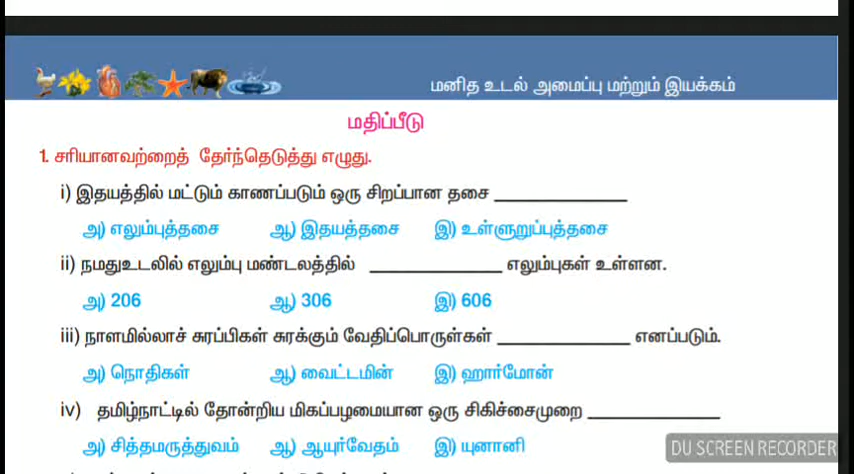 மனித உடல் அமைப்பு மற்றும் இயக்கம்
மதிப்பீடு
1. சரியானவற்றைத் தேர்ந்தெடுத்து எழுது.
i) இதயத்தில் மட்டும் காணப்படும் ஒரு சிறப்பான தசை ____________
அ) எலும்புத்தசை ஆ) இதயத்தசை இ) உள்ளுறுப்புத்தசை
ii) நமதுஉடலில் எலும்பு மண்டலத்தில் ____________ எலும்புகள் உள்ளன.
அ) 206 ஆ) 306 இ) 606
iii) நாளமில்லாச் சுரப்பிகள் சுரக்கும் வேதிப்பொருள்கள் ____________ எனப்படும்.
அ) நொதிகள் ஆ) வைட்டமின் இ) ஹார்மோன்
iv) தமிழ்நாட்டில் தோன்றிய மிகப்பழமையான ஒரு சிகிச்சைமுறை ____________
அ) சித்தமருத்துவம் ஆ) ஆயுர்வேதம் இ) யுனானி
DU SCREEN RECORDER